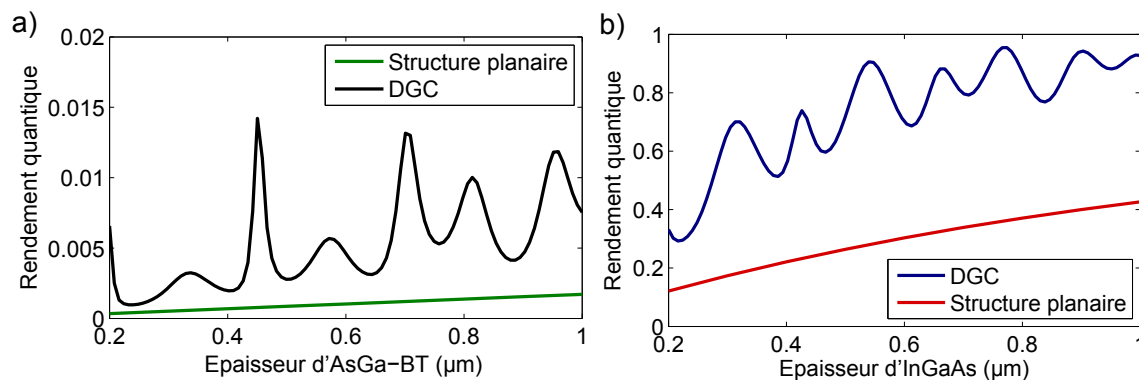 a)
Rendement quantique
0.02
0.015
0.01
0.005
0
0.2
0.4
0.6
0.8
1
Epaisseur d'AsGa−BT (µm)
Structure planaire
DGC
b)
Rendement quantique
1
0.8
0.6
0.4
0.2
0
0.2
0.4
0.6
0.8
1
Epaisseur d'InGaAs (µm)
DGC
Structure planaire